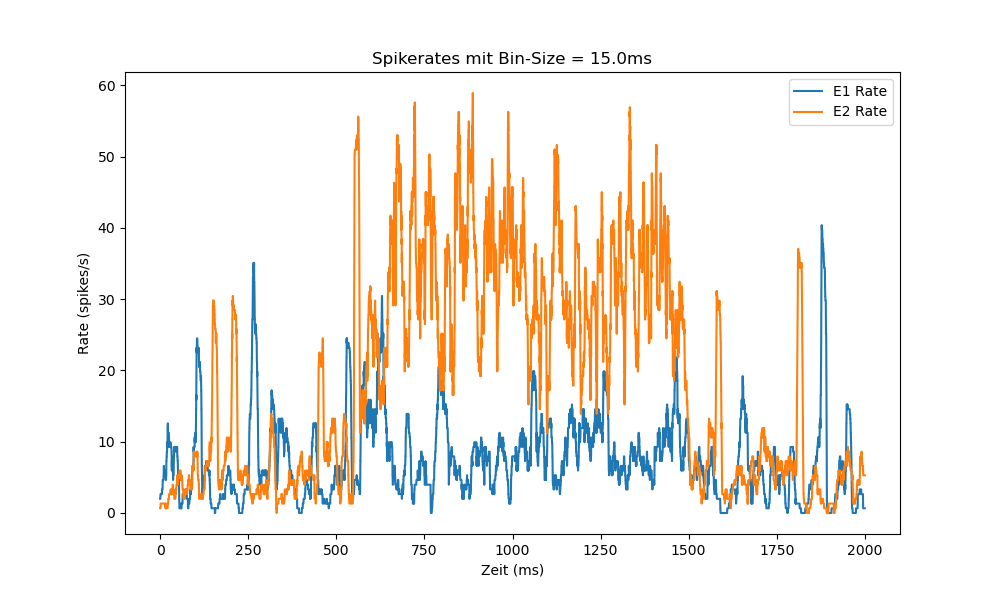 Spikerates mit Bin-Size = 15.0ms
E1 Rate
E2 Rate
60
50
40
30
20
10
0
Rate (spikes/s)
0 250 500 750 1000 1250 1500 1750 2000
Zeit (ms)